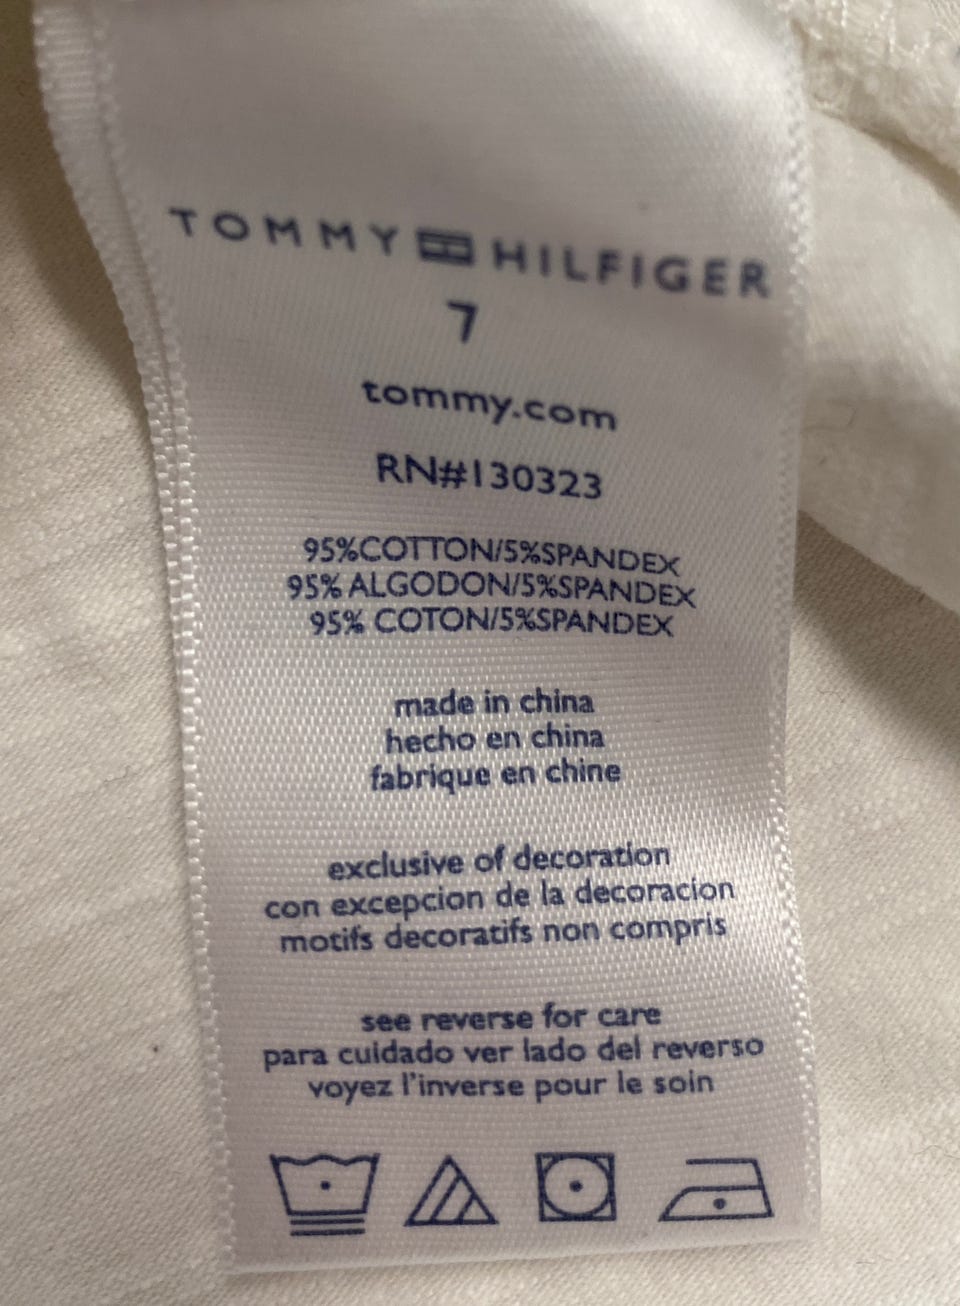 TOMMY HILFIGER
7
tommy.com
RN#130323
95%COTTON/5%SPANDEX
95% ALGODON/5%SPANDEX
95% COTON/5%SPANDEX
made in china
hecho en china
fabrique en chine
exclusive of decoration
con excepcion de la decoracion
motifs decoratifs non compris
see reverse for care
para cuidado ver lado del reverso
voyez l'inverse pour le soin